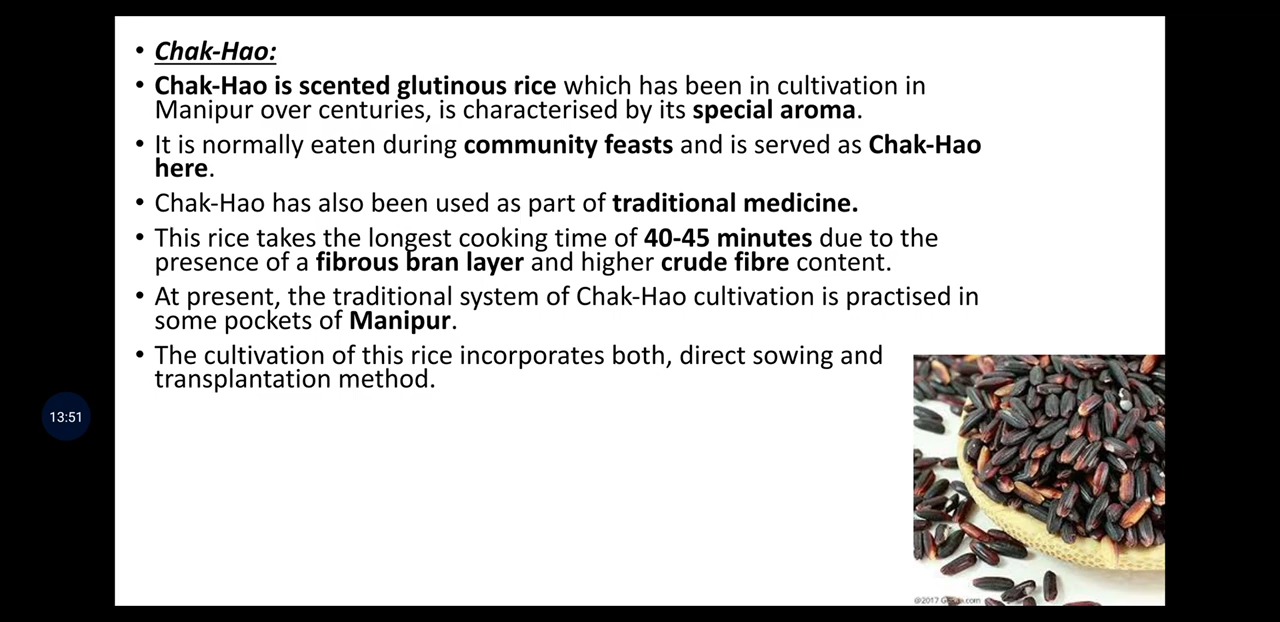 • Chak-Hao:
• Chak-Hao is scented glutinous rice which has been in cultivation in
Manipur over centuries, is characterised by its special aroma.
• It is normally eaten during community feasts and is served as Chak-Hao
here.
• Chak-Hao has also been used as part of traditional medicine.
• This rice takes the longest cooking time of 40-45 minutes due to the
presence of a fibrous bran layer and higher crude fibre content.
• At present, the traditional system of Chak-Hao cultivation is practised in
some pockets of Manipur.
• The cultivation of this rice incorporates both, direct sowing and
transplantation method.
13:51
@2017